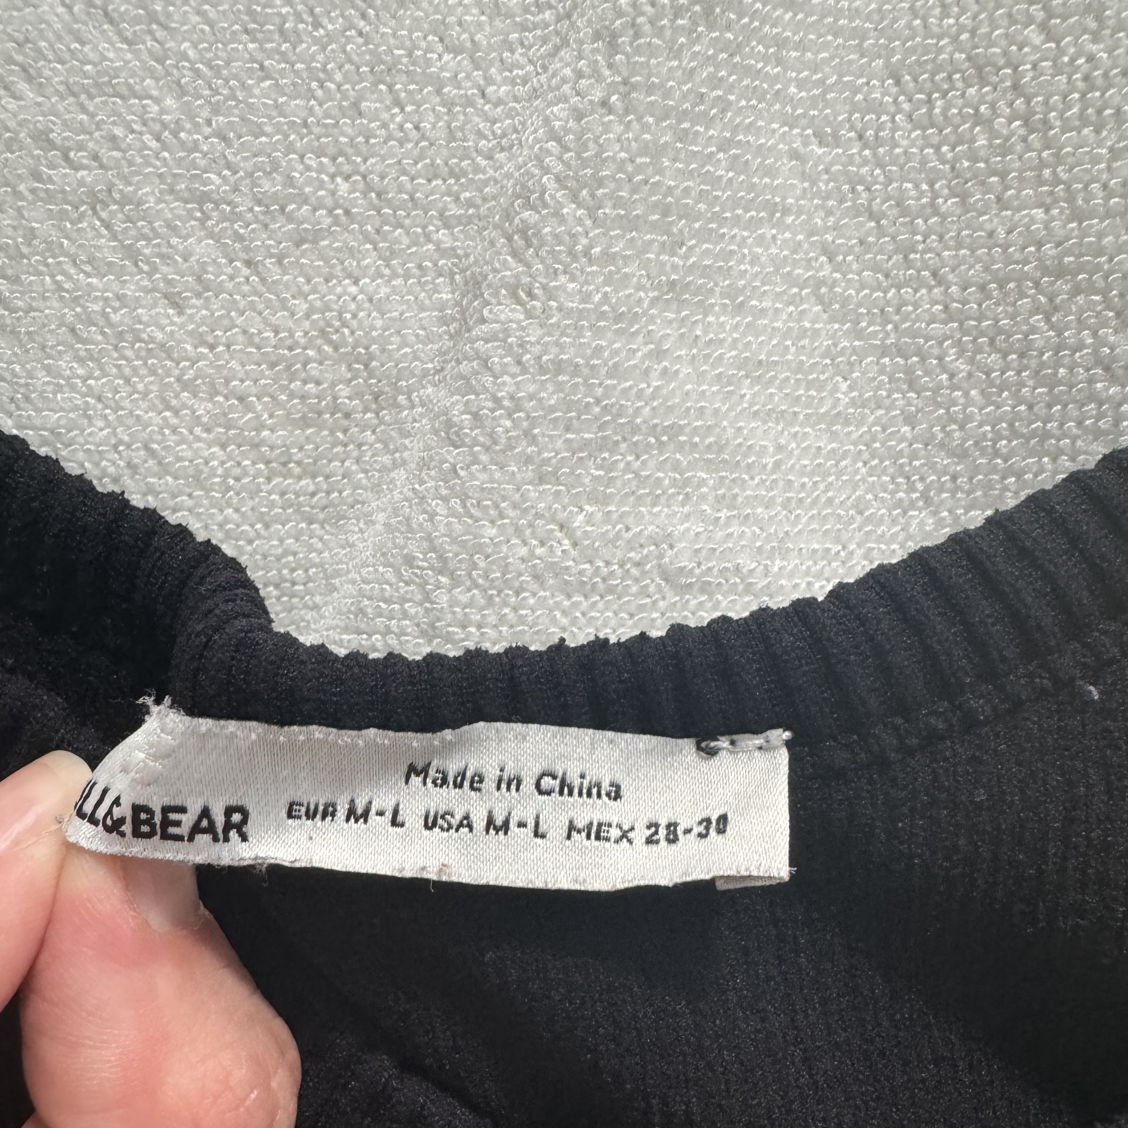 LL&BEAR
Made in China
EUR M-L USA M-L MEX 28-30